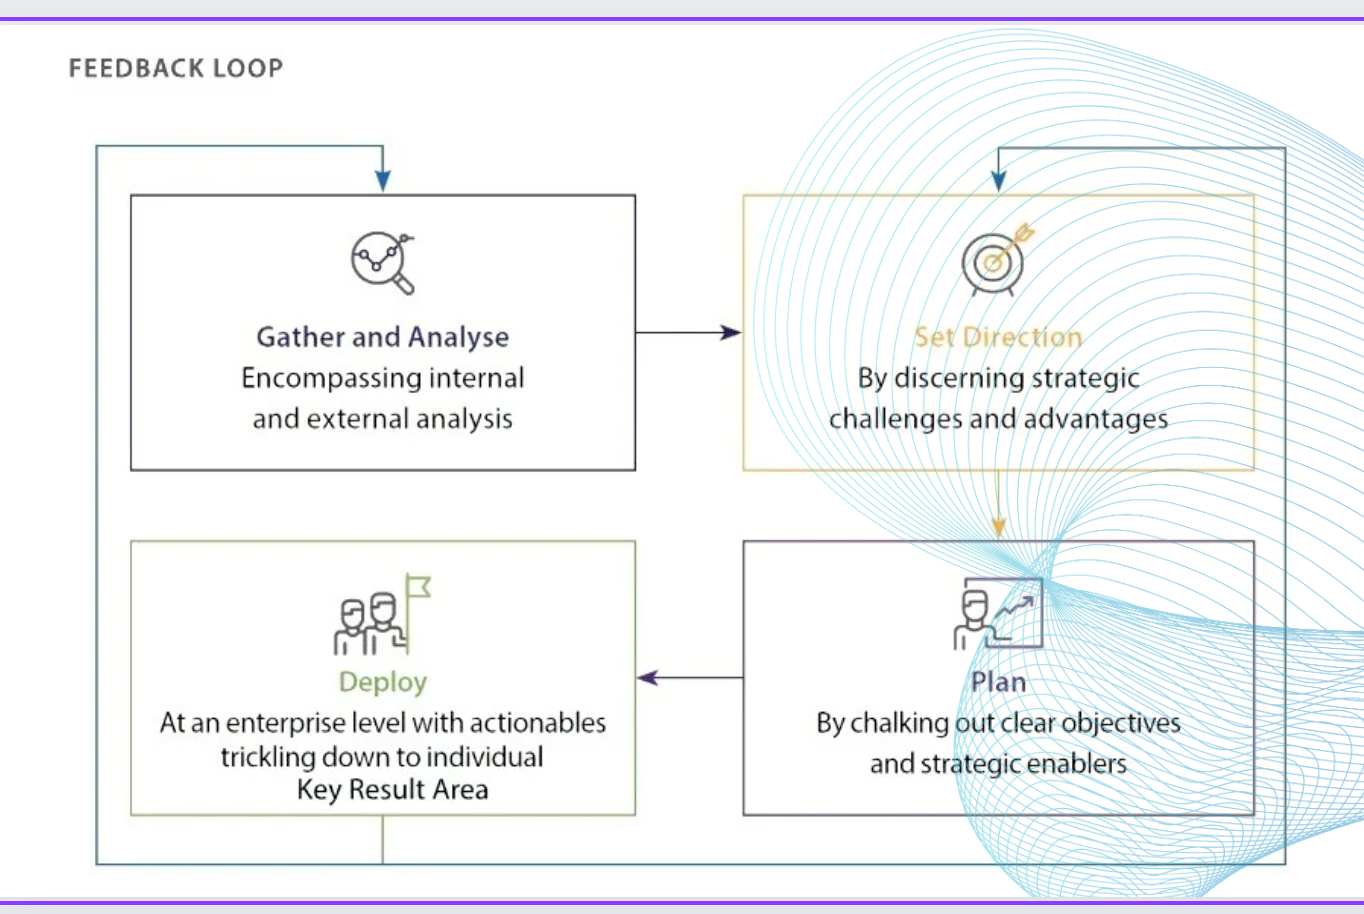 FEEDBACK LOOP
Gather and Analyse
Encompassing internal
and external analysis
Set Direction
By discerning strategic
challenges and advantages
Deploy
At an enterprise level with actionables
trickling down to individual
Key Result Area
Plan
By chalking out clear objectives
and strategic enablers